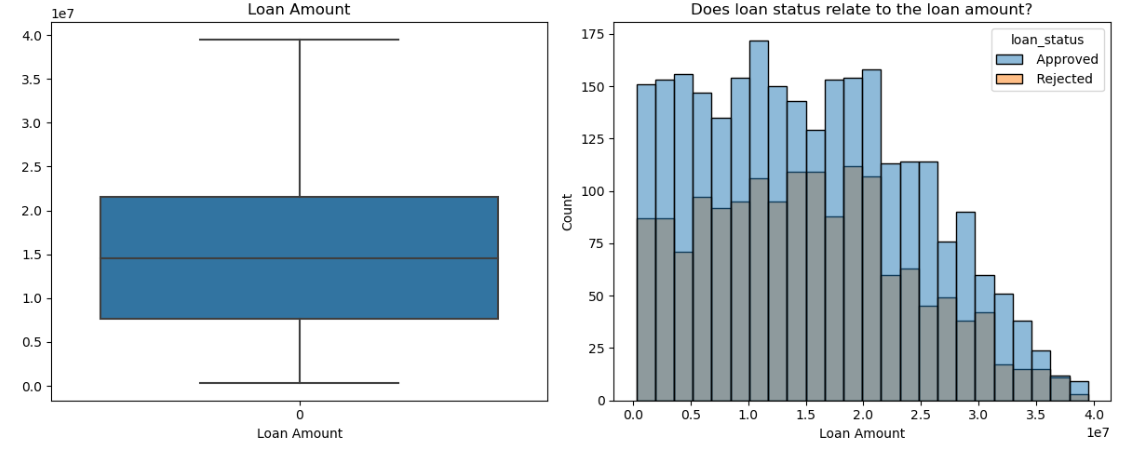 Loan Amount
1e7
4.0
3.5
3.0
2.5
2.0
1.5
1.0
0.5
0.0
0
Loan Amount
Does loan status relate to the loan amount?
loan_status
Approved
Rejected
175
150
125
100
75
50
25
0
Count
0.0 0.5 1.0 1.5 2.0 2.5 3.0 3.5 4.0
1e7
Loan Amount